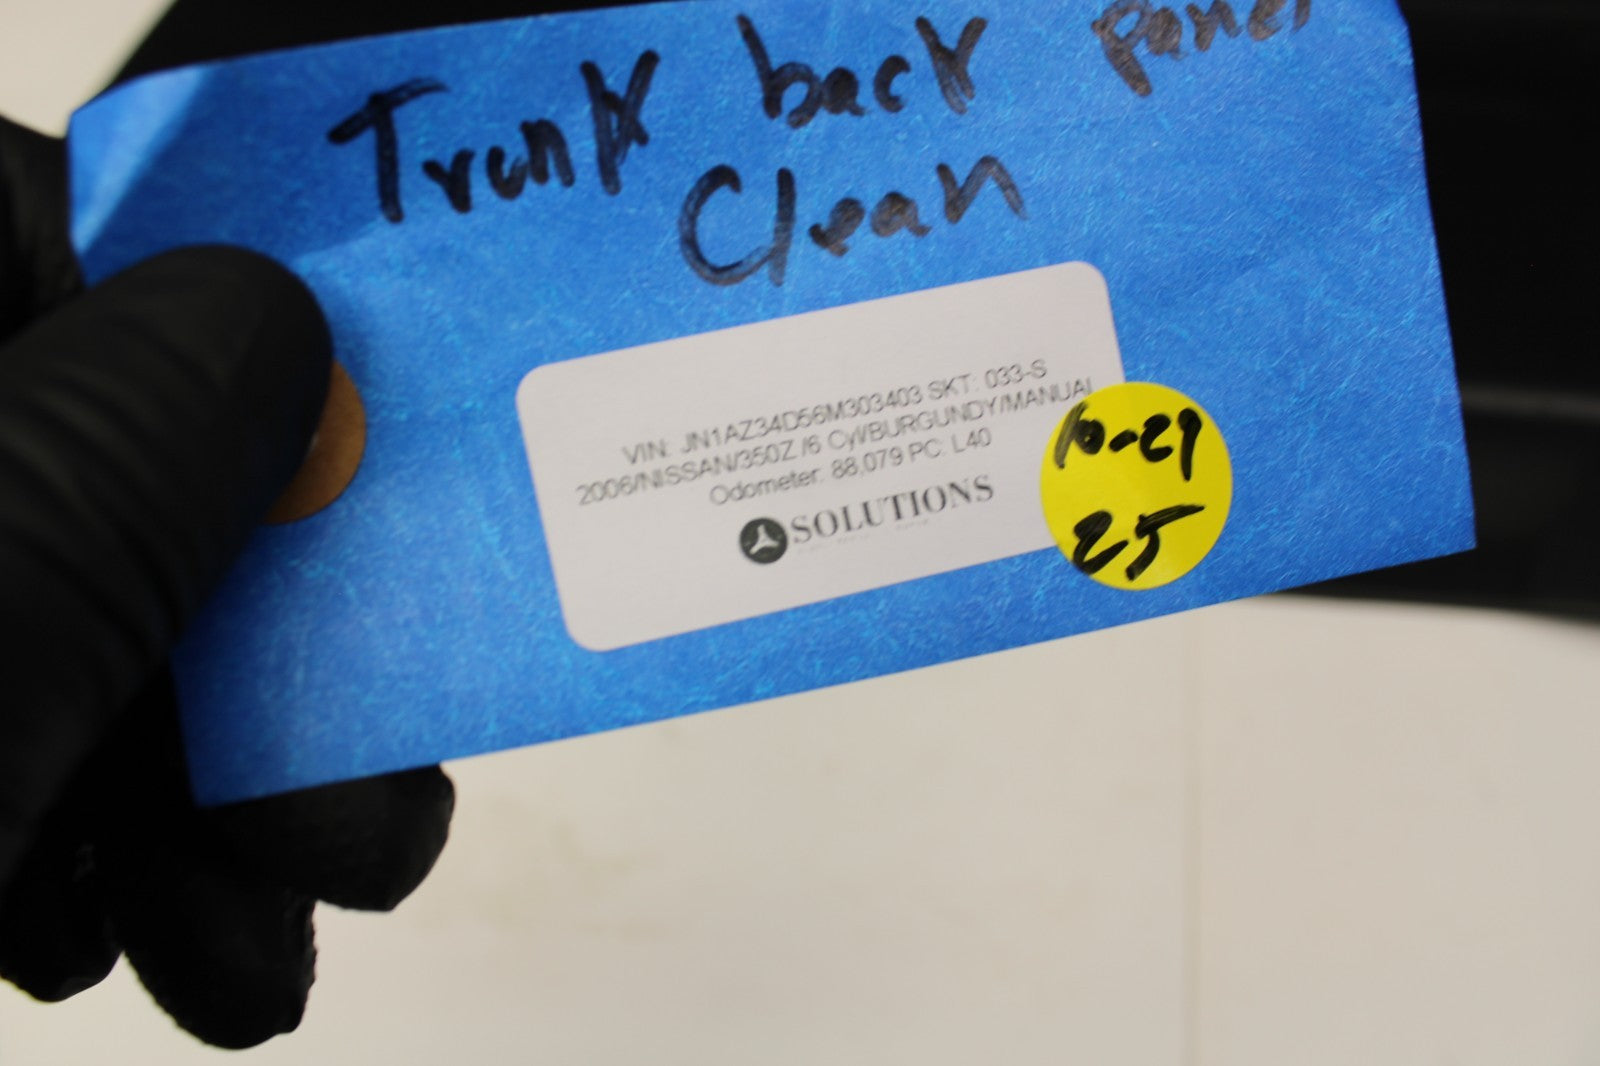 Trunk back panel
Clean
VIN: JN1AZ34D56M303403 SKT: 033-S
2006/NISSAN/350Z /6 Cyl/BURGUNDY/MANUAL
Odometer: 88,079 PC: L40
SOLUTIONS
10-29
25